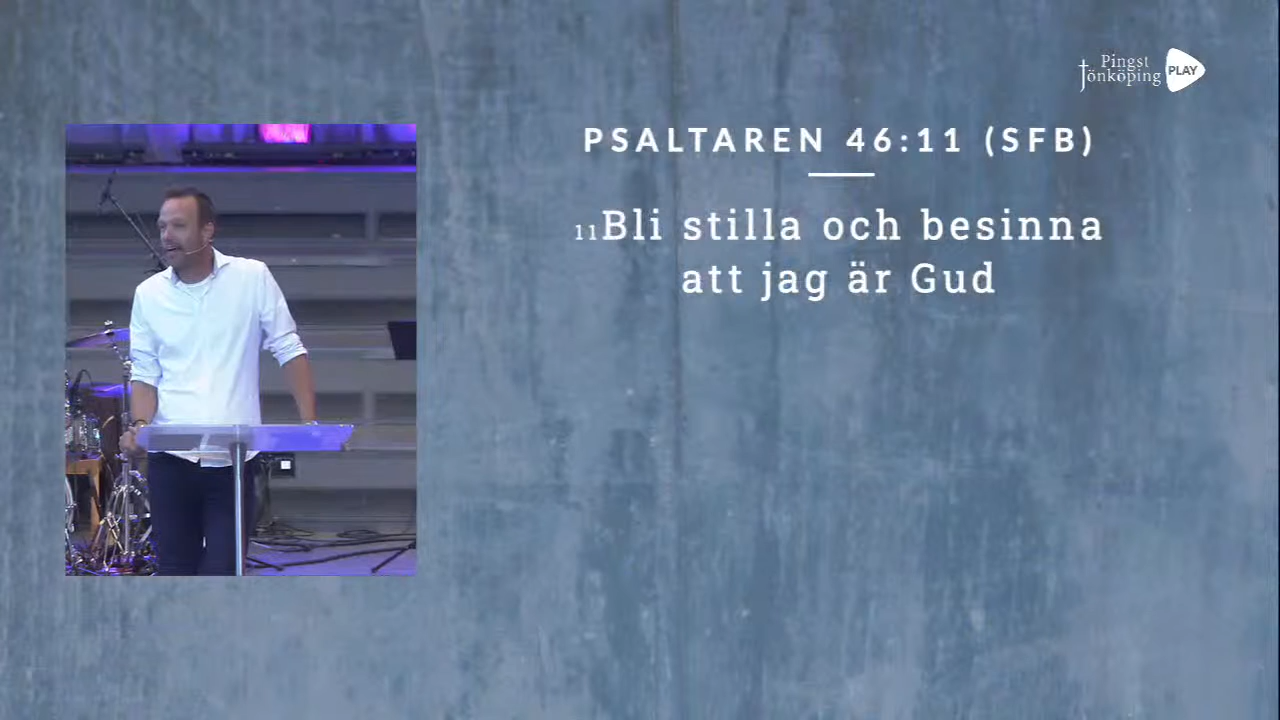 Pingst
Jönköping
PLAY
PSALTAREN 46:11 (SFB)
11Bli stilla och besinna
att jag är Gud